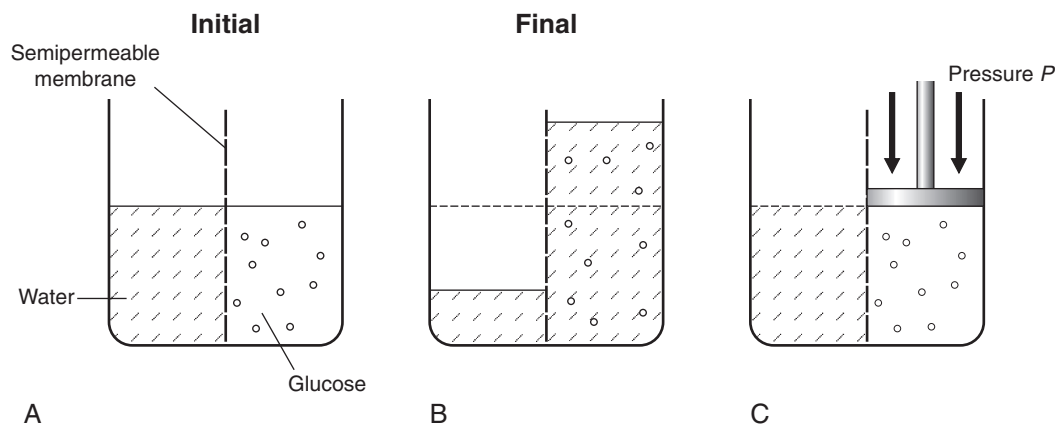 Initial
Final
Semipermeable
membrane
Pressure P
Water
Glucose
A
B
C